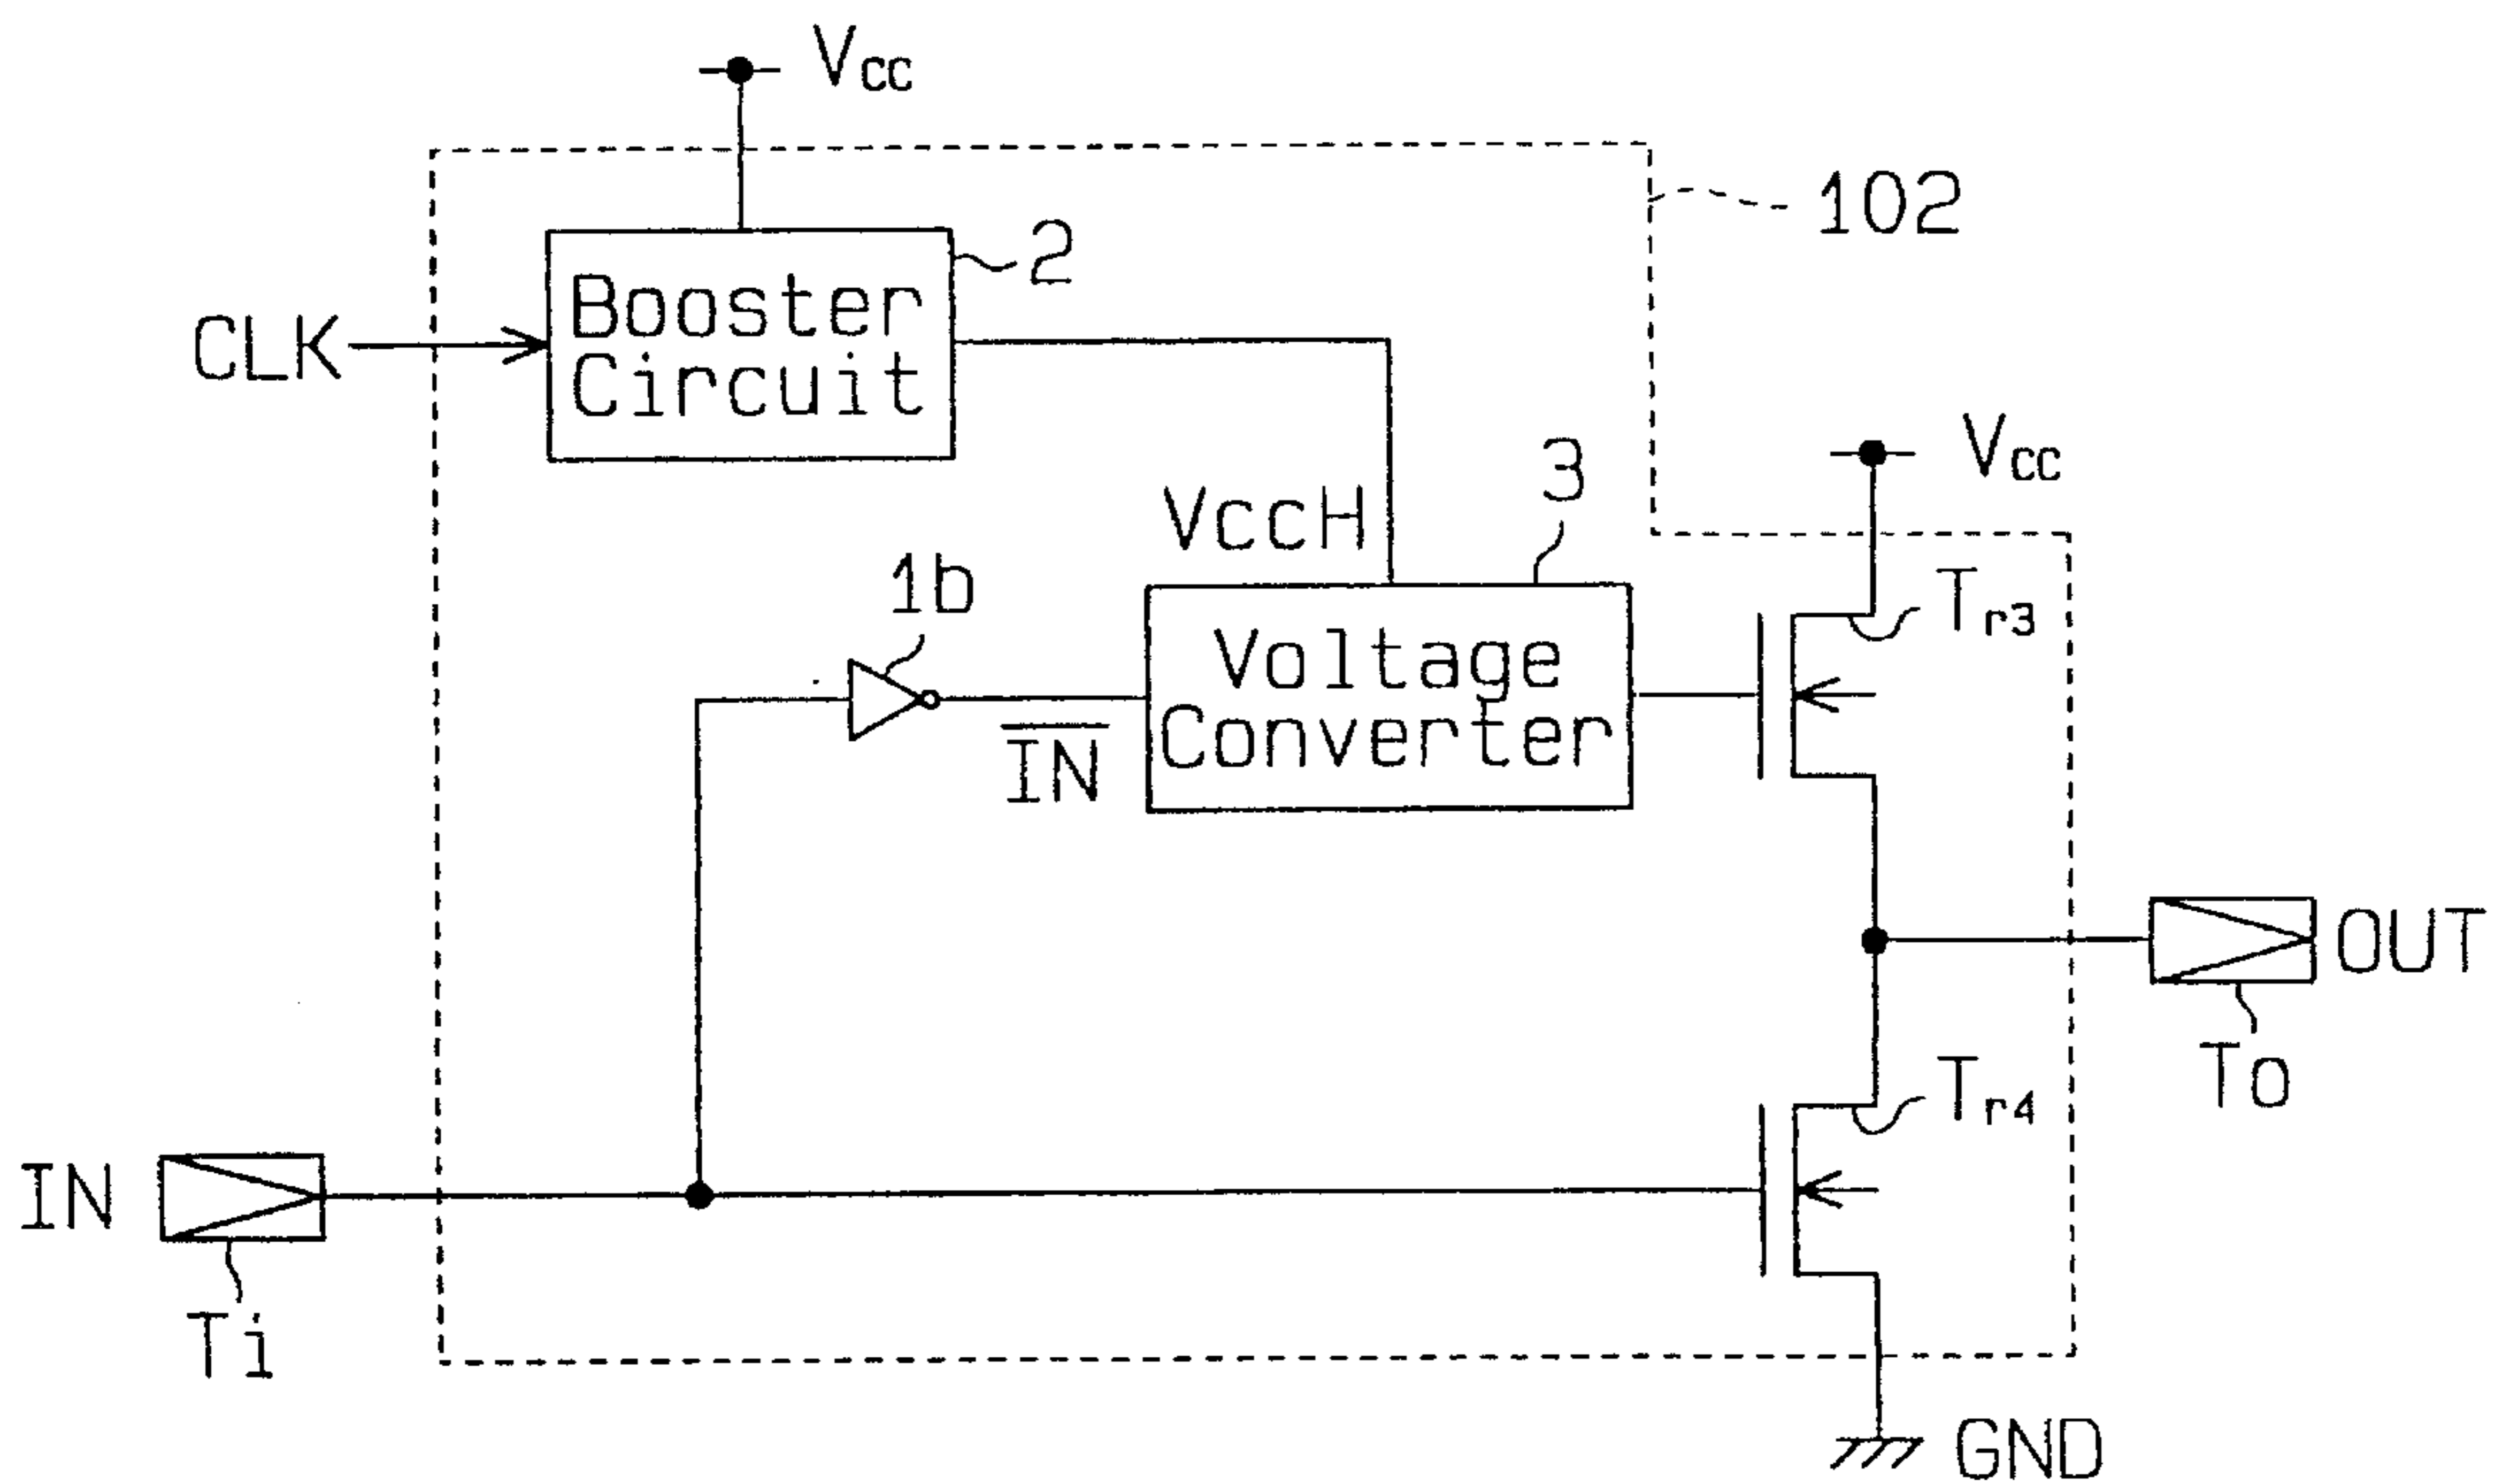 Vcc
102
2
Booster
Circuit
CLK
Vcc
3
VccH
1b
Tr3
Voltage
Converter
IN
OUT
To
Tr4
IN
Ti
GND